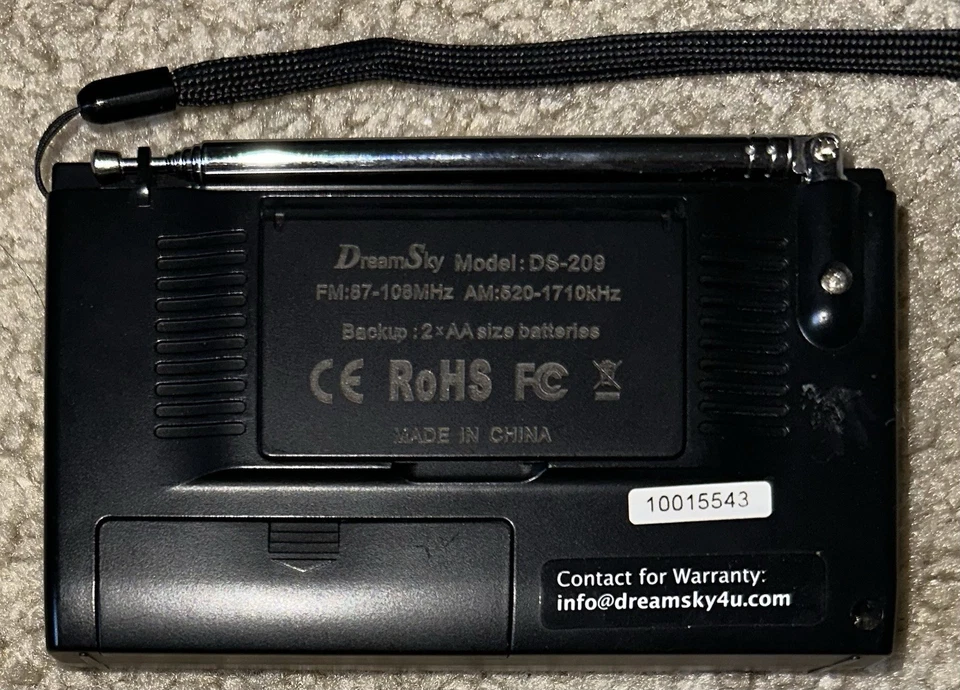 DreamSky Model: DS-209
FM:87-108MHz AM:520-1710kHz
Backup : 2×AA size batteries
CE RoHS FC
MADE IN CHINA
10015543
Contact for Warranty:
info@dreamsky4u.com